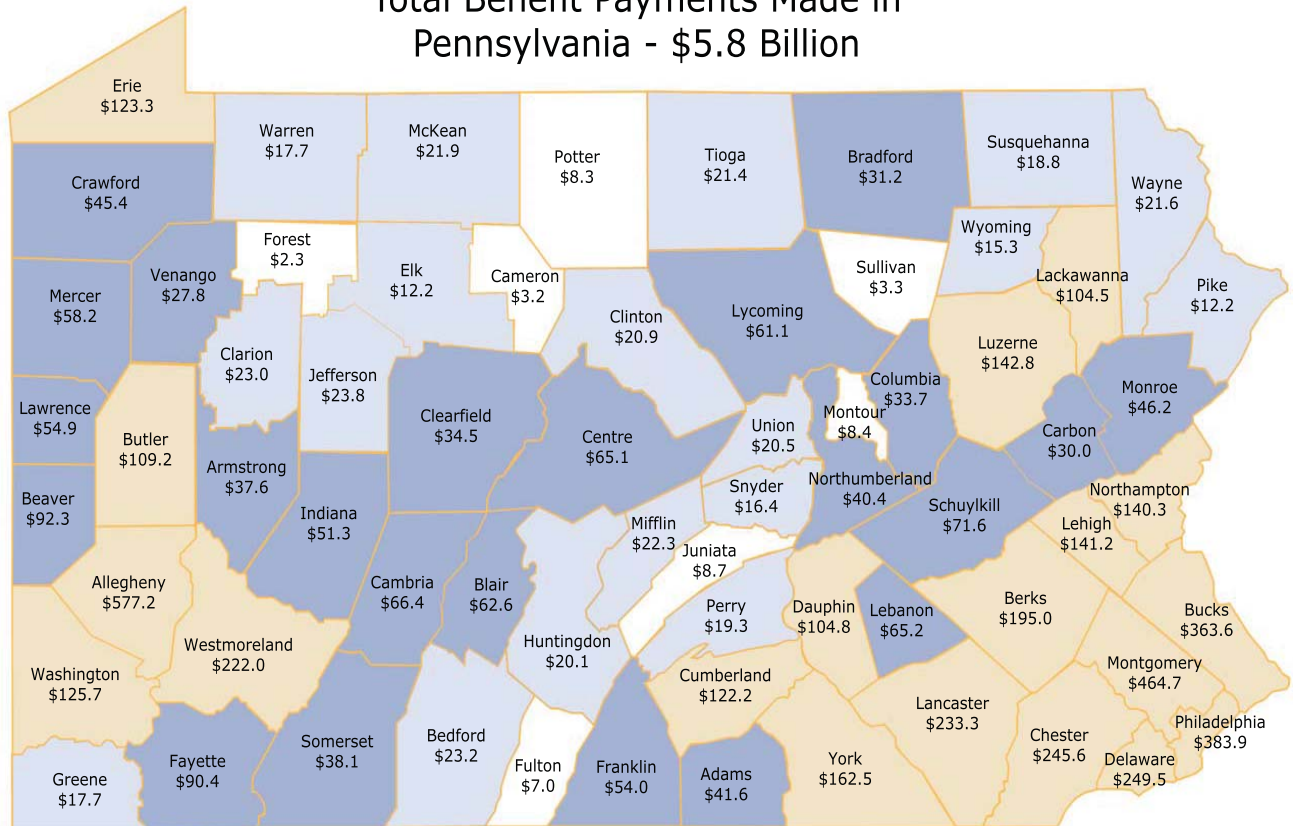 Total Benefit Payments Made in
Pennsylvania - $5.8 Billion
Erie
$123.3
Warren
$17.7
McKean
$21.9
Potter
$8.3
Tioga
$21.4
Bradford
$31.2
Susquehanna
$18.8
Wayne
$21.6
Crawford
$45.4
Forest
$2.3
Venango
$27.8
Elk
$12.2
Cameron
$3.2
Sullivan
$3.3
Wyoming
$15.3
Lackawanna
$104.5
Pike
$12.2
Mercer
$58.2
Clinton
$20.9
Lycoming
$61.1
Luzerne
$142.8
Clarion
$23.0
Jefferson
$23.8
Columbia
$33.7
Monroe
$46.2
Lawrence
$54.9
Butler
$109.2
Clearfield
$34.5
Centre
$65.1
Union
$20.5
Montour
$8.4
Carbon
$30.0
Armstrong
$37.6
Northumberland
$40.4
Snyder
$16.4
Northampton
$140.3
Beaver
$92.3
Indiana
$51.3
Schuylkill
$71.6
Mifflin
$22.3
Lehigh
$141.2
Juniata
$8.7
Allegheny
$577.2
Cambria
$66.4
Blair
$62.6
Perry
$19.3
Dauphin
$104.8
Lebanon
$65.2
Berks
$195.0
Bucks
$363.6
Westmoreland
$222.0
Huntingdon
$20.1
Washington
$125.7
Cumberland
$122.2
Montgomery
$464.7
Lancaster
$233.3
Philadelphia
$383.9
Somerset
$38.1
Bedford
$23.2
Chester
$245.6
Fayette
$90.4
Fulton
$7.0
Franklin
$54.0
Adams
$41.6
York
$162.5
Delaware
$249.5
Greene
$17.7